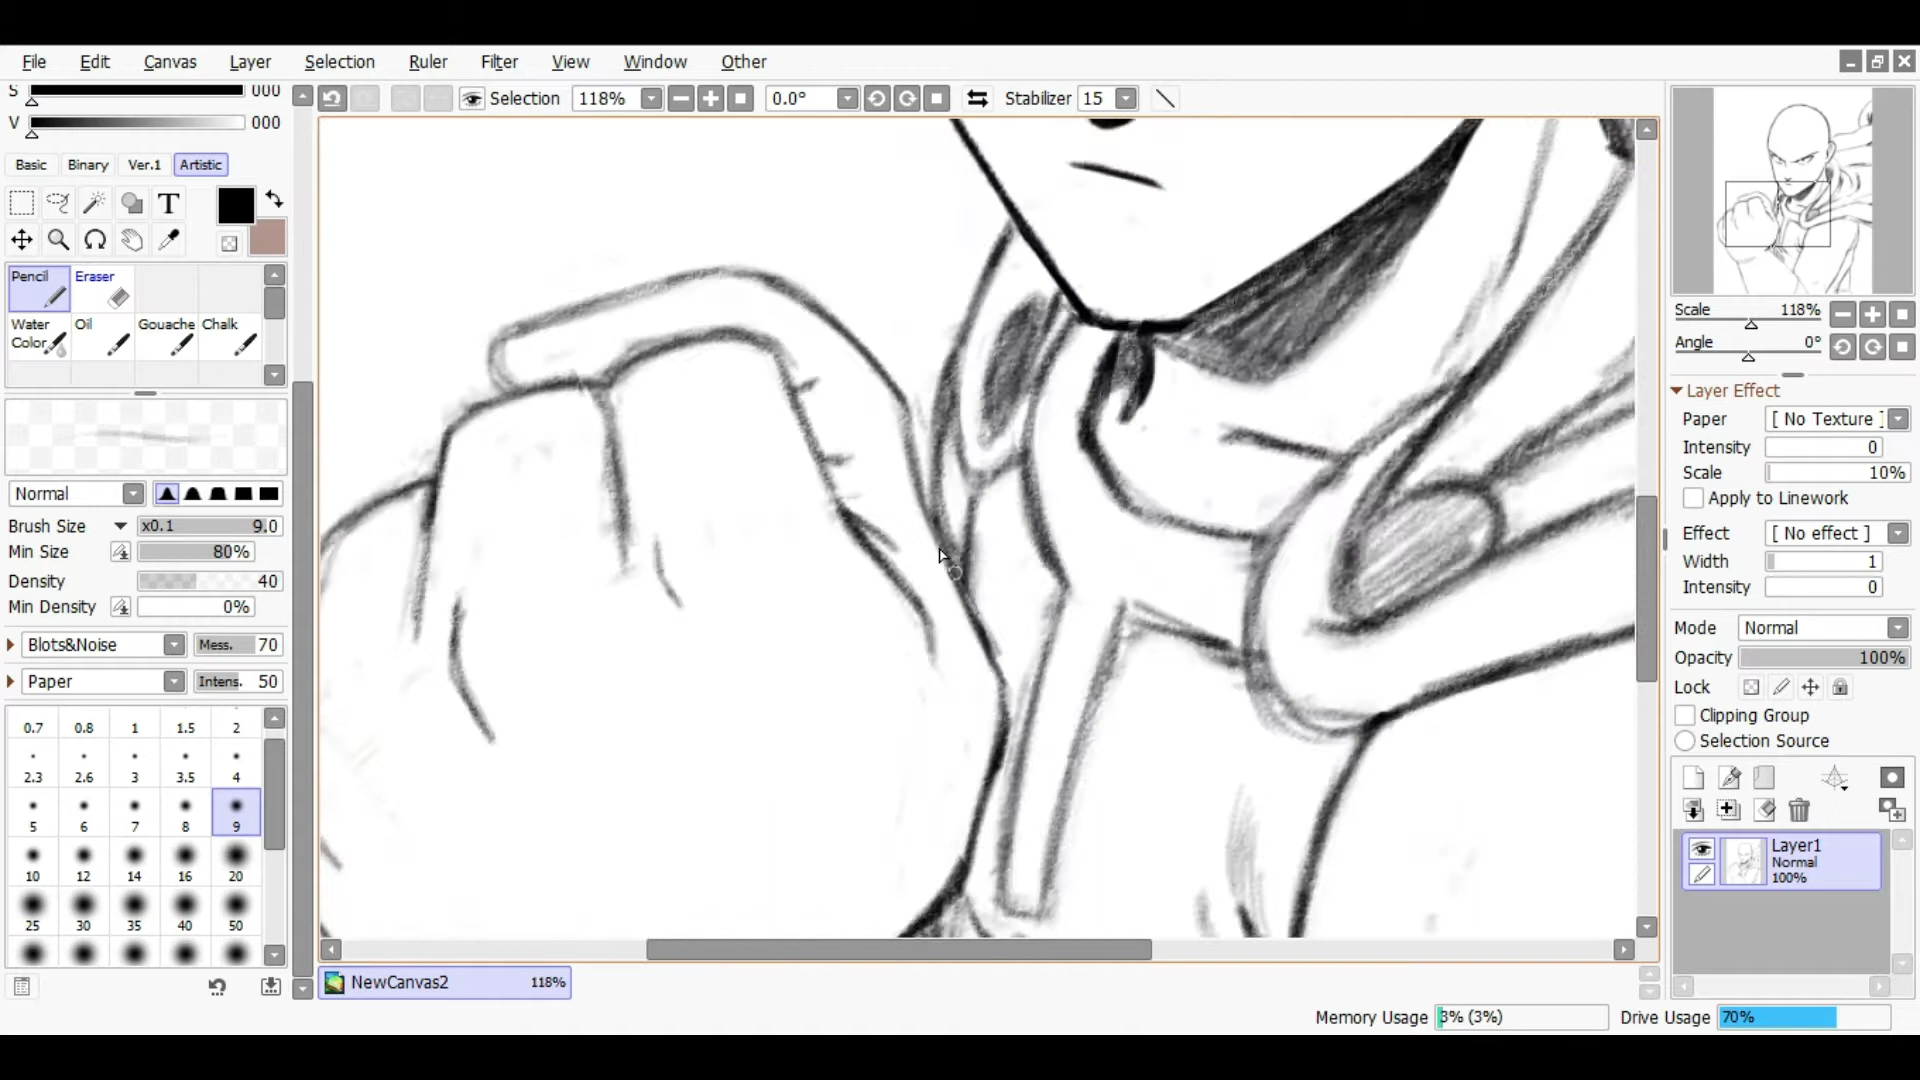 File Edit Canvas Layer Selection Ruler Filter View Window Other
S 000
V 000
Selection 118% 0.0° Stabilizer 15
Basic Binary Ver.1 Artistic
T
Pencil Eraser
Water Color Oil Gouache Chalk
Normal
Brush Size x0.1 9.0
Min Size 80%
Density 40
Min Density 0%
Blots&Noise Mess. 70
Paper Intens. 50
0.7 0.8 1 1.5 2
2.3 2.6 3 3.5 4
5 6 7 8 9
10 12 14 16 20
25 30 35 40 50
NewCanvas2 118%
Scale 118%
Angle 0°
Layer Effect
Paper [ No Texture ]
Intensity 0
Scale 10%
Apply to Linework
Effect [ No effect ]
Width 1
Intensity 0
Mode Normal
Opacity 100%
Lock
Clipping Group
Selection Source
Layer1
Normal
100%
Memory Usage 3% (3%) Drive Usage 70%